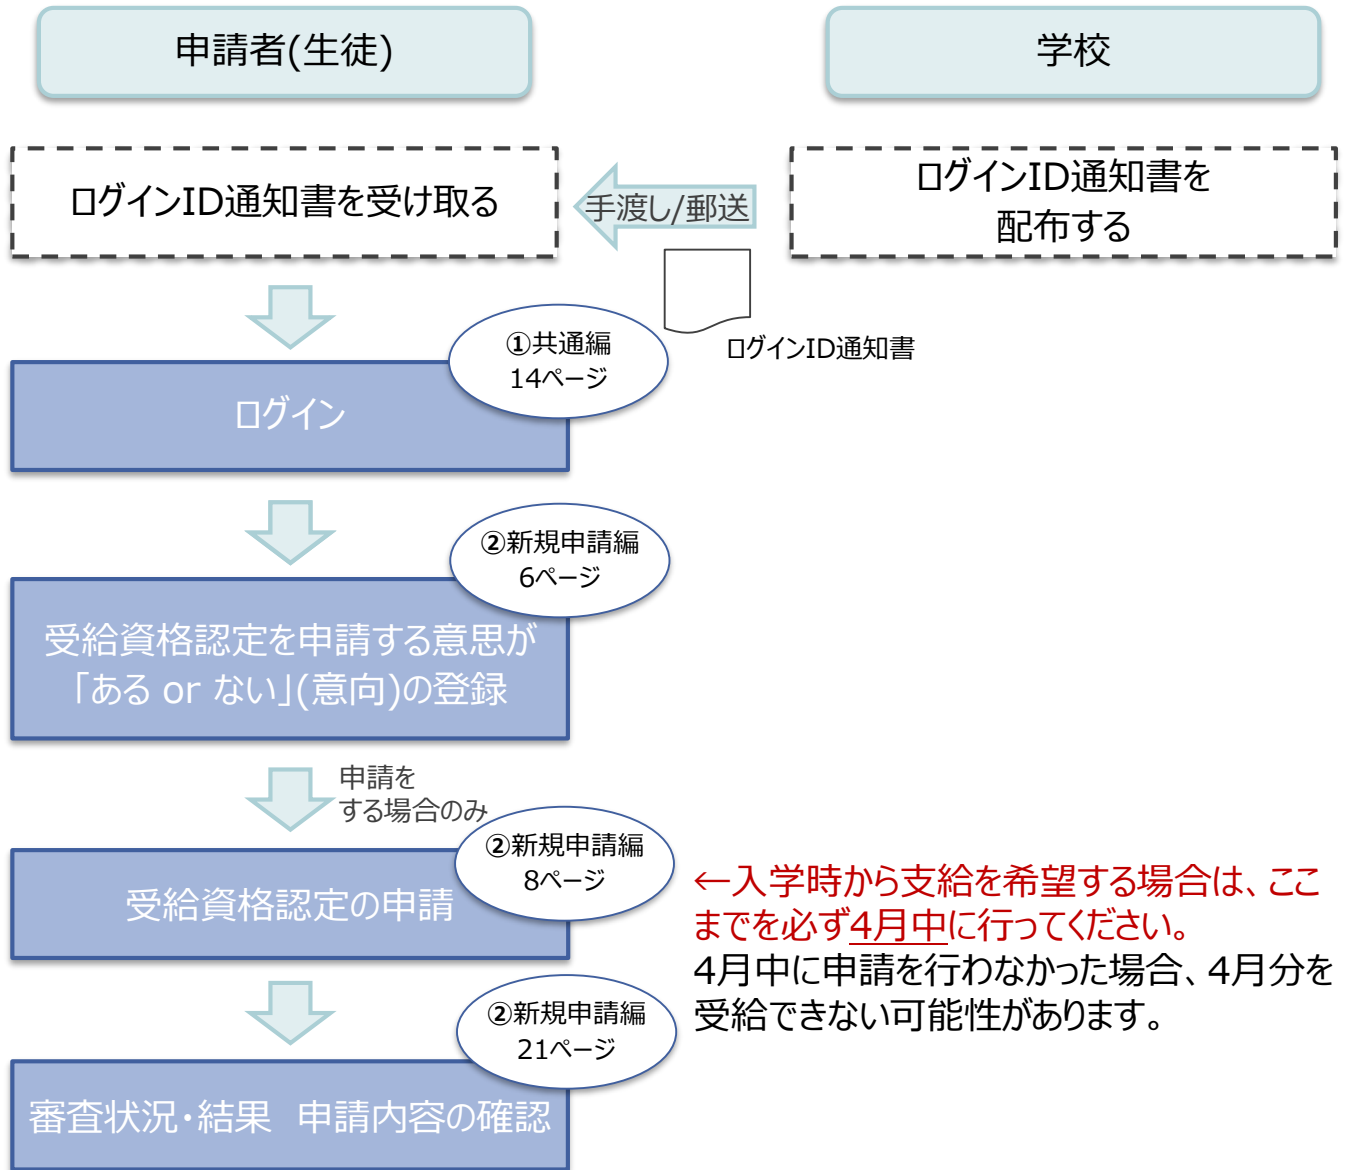 申請者(生徒)
学校
ログインID通知書を受け取る
手渡し/郵送
ログインID通知書を
配布する
ログインID通知書
①共通編
14ページ
ログイン
②新規申請編
6ページ
受給資格認定を申請する意思が
「ある or ない」(意向)の登録
申請を
する場合のみ
②新規申請編
8ページ
受給資格認定の申請
←入学時から支給を希望する場合は、ここ
までを必ず4月中に行ってください。
4月中に申請を行わなかった場合、4月分を
受給できない可能性があります。
②新規申請編
21ページ
審査状況・結果　申請内容の確認